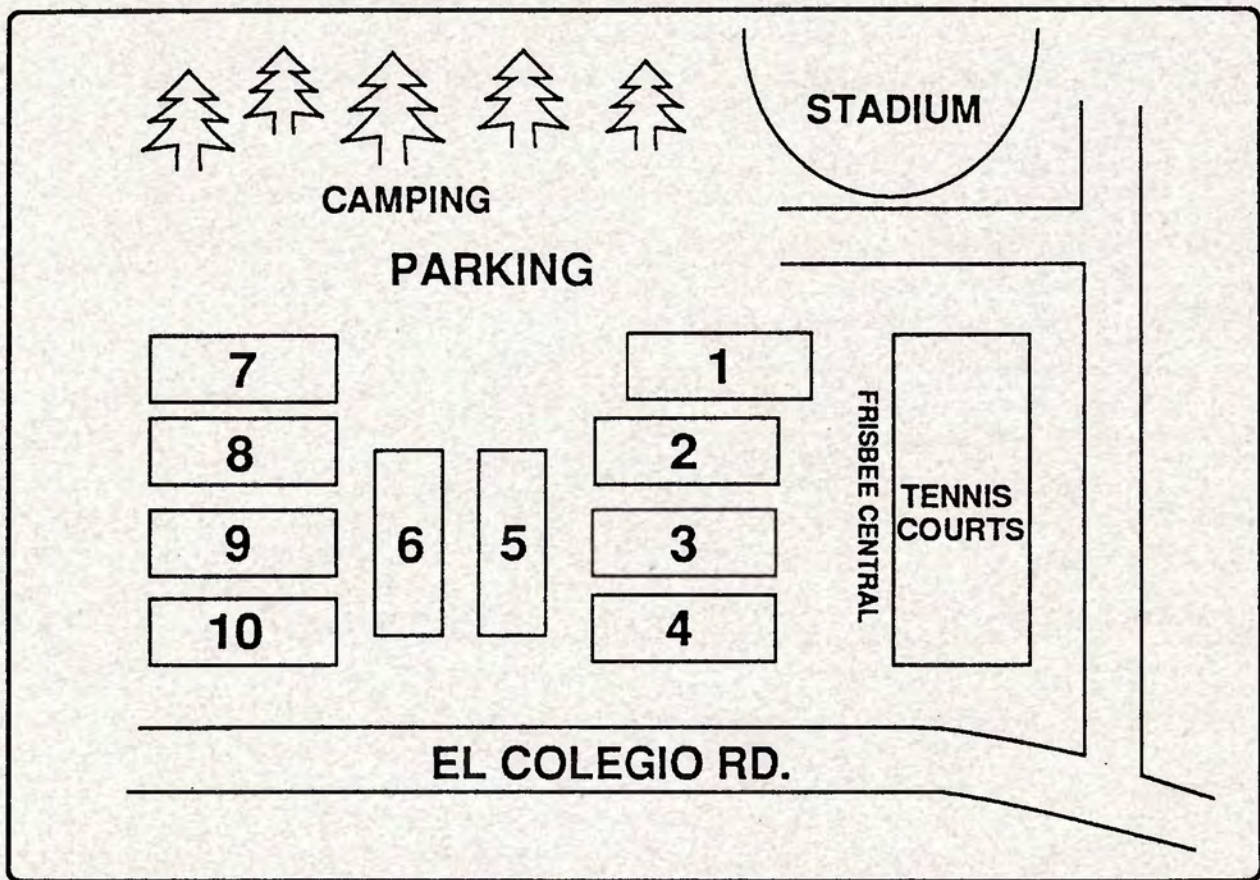 STADIUM
CAMPING
PARKING
7
1
8
2
FRISBEE CENTRAL
TENNIS
COURTS
9
6
5
3
10
4
EL COLEGIO RD.